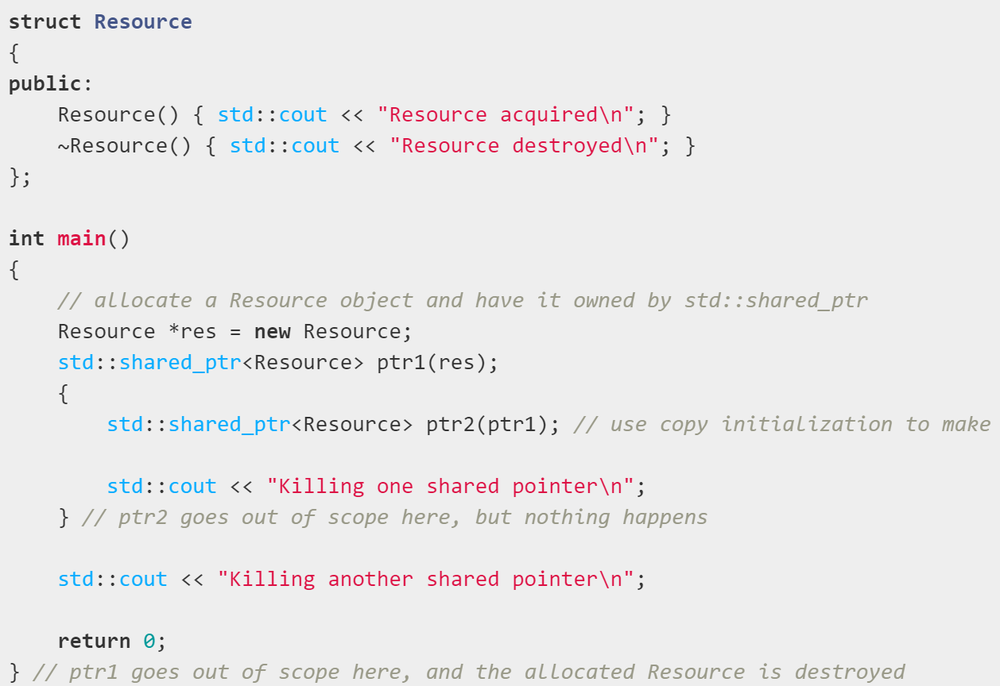 struct Resource
{
public:
    Resource() { std::cout << "Resource acquired\n"; }
    ~Resource() { std::cout << "Resource destroyed\n"; }
};

int main()
{
    // allocate a Resource object and have it owned by std::shared_ptr
    Resource *res = new Resource;
    std::shared_ptr<Resource> ptr1(res);
    {
        std::shared_ptr<Resource> ptr2(ptr1); // use copy initialization to make

        std::cout << "Killing one shared pointer\n";
    } // ptr2 goes out of scope here, but nothing happens

    std::cout << "Killing another shared pointer\n";

    return 0;
} // ptr1 goes out of scope here, and the allocated Resource is destroyed